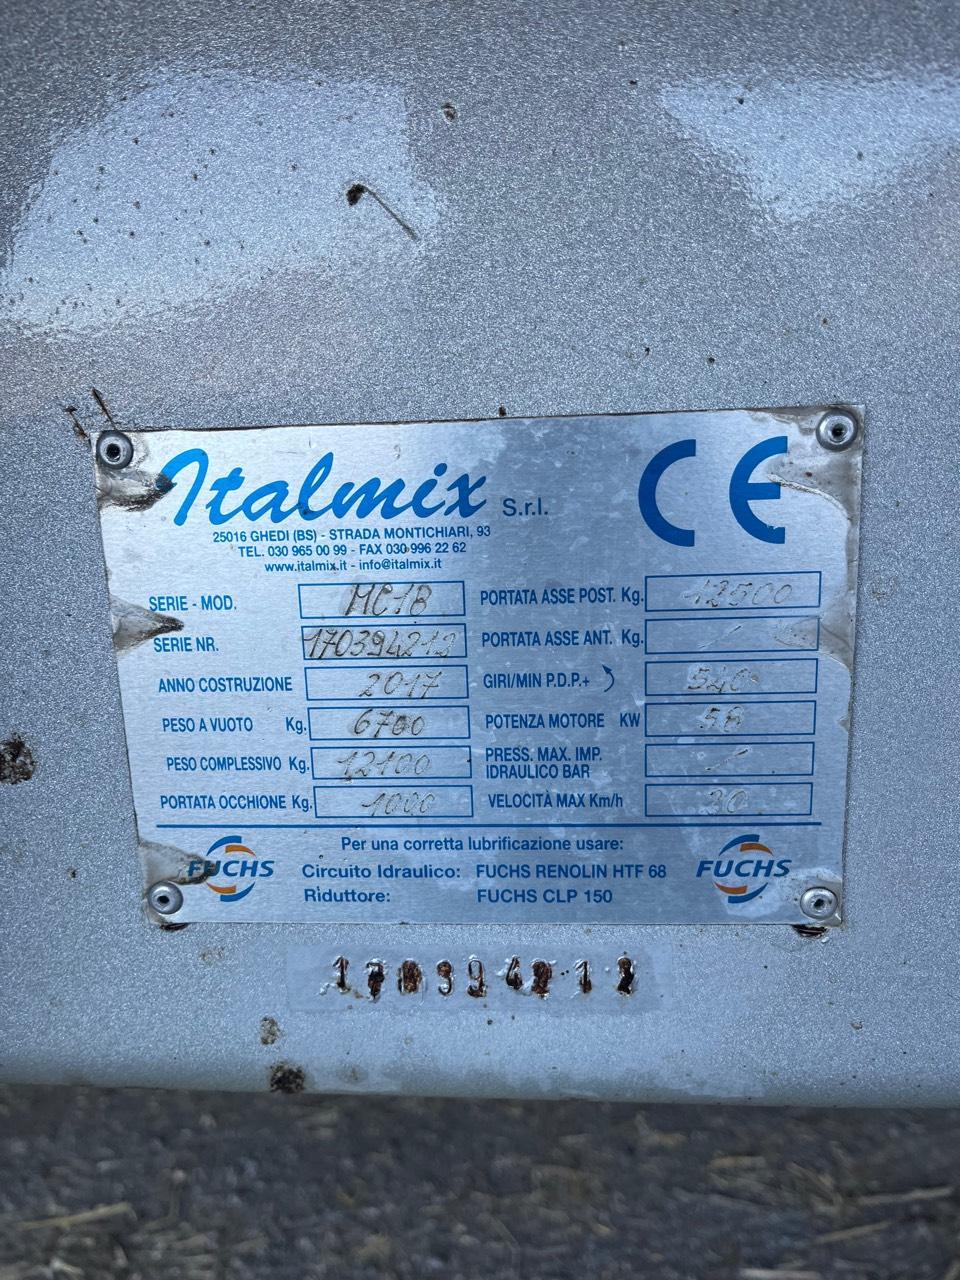 Italmix S.r.l.
CE
25016 GHEDI (BS) - STRADA MONTICHIARI, 93
TEL. 030 965 00 99 - FAX 030 996 22 62
www.italmix.it - info@italmix.it
SERIE - MOD. MC18
SERIE NR. 170394212
ANNO COSTRUZIONE 2017
PESO A VUOTO Kg. 6700
PESO COMPLESSIVO Kg. 12100
PORTATA OCCHIONE Kg. 1000
PORTATA ASSE POST. Kg. 12500
PORTATA ASSE ANT. Kg. /
GIRI/MIN P.D.P.+ 540
POTENZA MOTORE KW 58
PRESS. MAX. IMP.
IDRAULICO BAR /
VELOCITÀ MAX Km/h 30
Per una corretta lubrificazione usare:
FUCHS
Circuito Idraulico: FUCHS RENOLIN HTF 68
Riduttore: FUCHS CLP 150
FUCHS
170394212